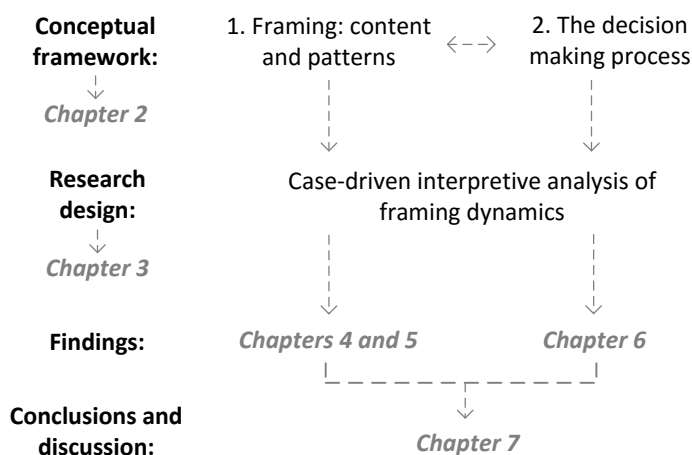 Conceptual
framework:
Chapter 2
1. Framing: content
and patterns
2. The decision
making process
Research
design:
Chapter 3
Case-driven interpretive analysis of
framing dynamics
Findings:
Chapters 4 and 5
Chapter 6
Conclusions and
discussion:
Chapter 7